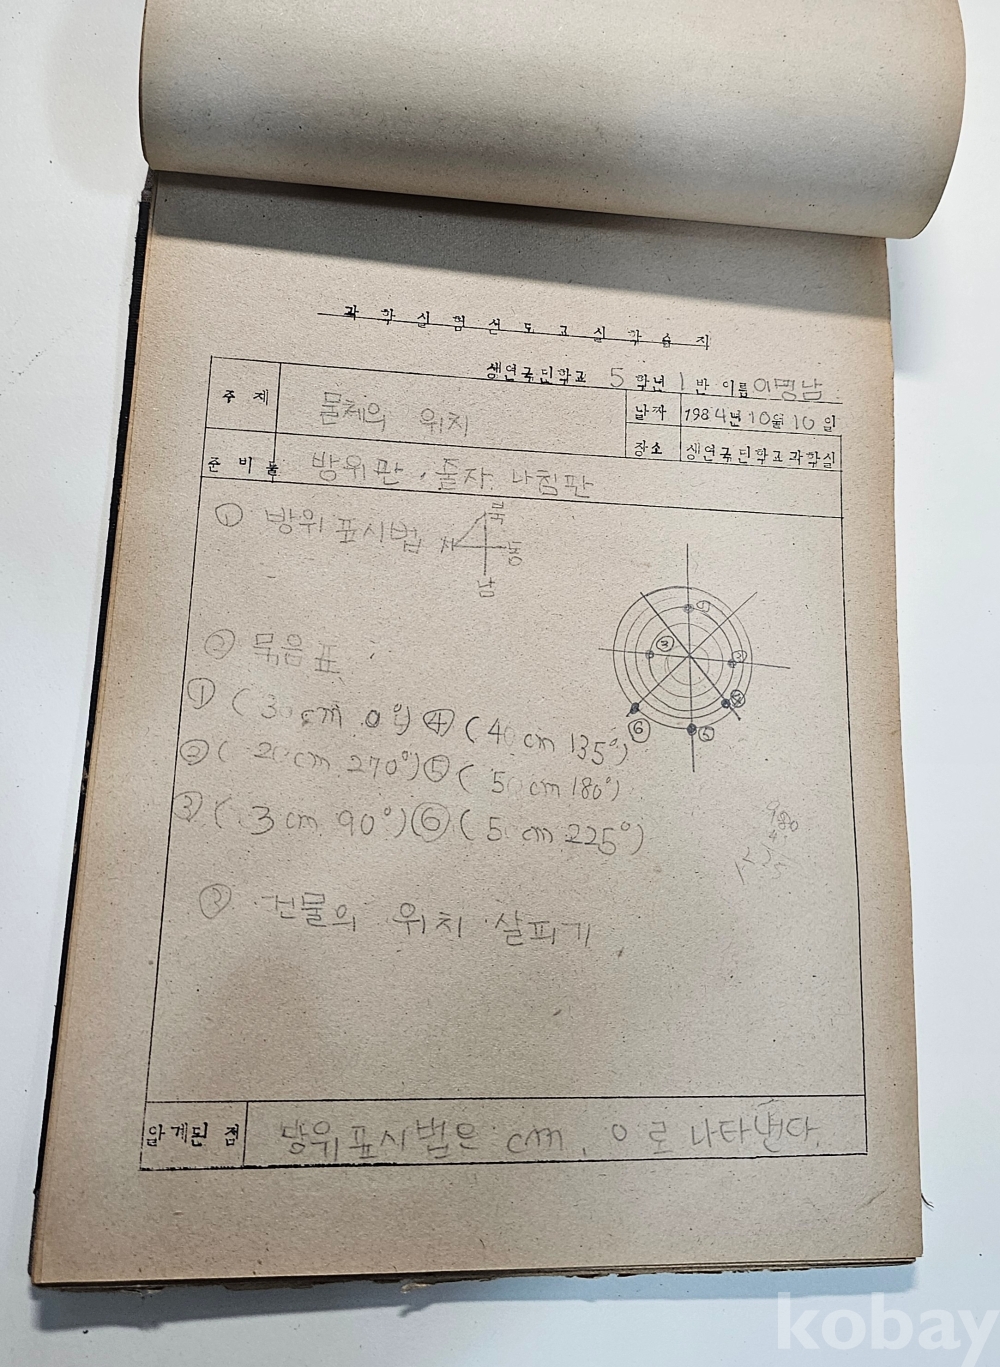 과학실험선도교실학습지
생연국민학교 5 학년 1 반 이름 이명남
주제 물체의 위치
날짜 1984년 10월 10일
장소 생연국민학교과학실
준비물 방위판, 줄자, 나침판
① 방위표시법
북
서 동
남
② 묶음표
① (30cm 0°) ④ (40cm 135°)
② (20cm 270°) ⑤ (50cm 180°)
③ (3cm 90°) ⑥ (5cm 225°)
③ 건물의 위치 살피기
알게된 점 방위표시법은 cm, 0로 나타낸다.
kobay